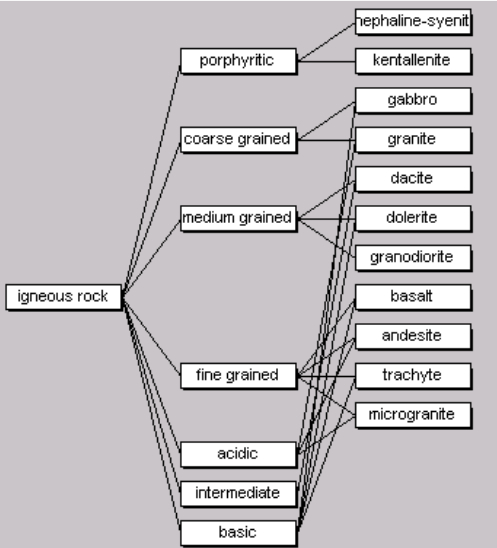 nephaline-syenit
porphyritic
kentallenite
gabbro
coarse grained
granite
dacite
medium grained
dolerite
granodiorite
igneous rock
basalt
andesite
fine grained
trachyte
microgranite
acidic
intermediate
basic